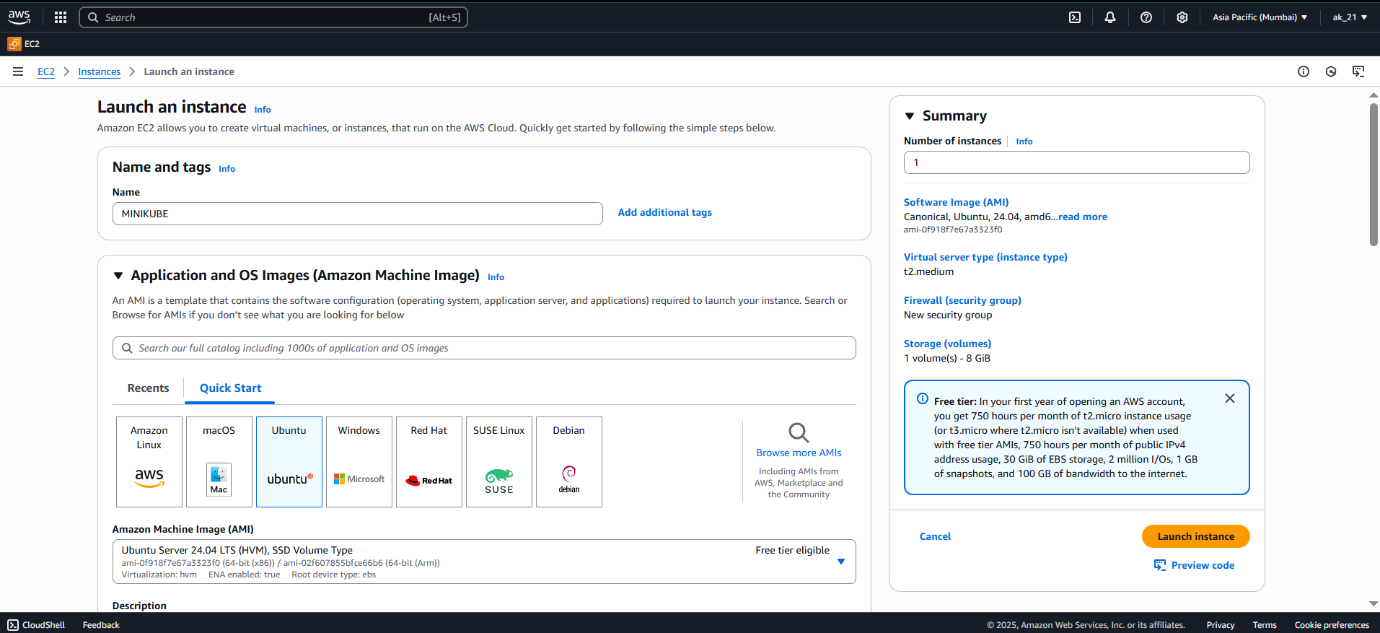 aws
Search
[Alt+S]
Asia Pacific (Mumbai) ▼
ak_21 ▼
EC2
EC2 > Instances > Launch an instance
Launch an instance Info
Amazon EC2 allows you to create virtual machines, or instances, that run on the AWS Cloud. Quickly get started by following the simple steps below.
Name and tags Info
Name
MINIKUBE
Add additional tags
▼ Application and OS Images (Amazon Machine Image) Info
An AMI is a template that contains the software configuration (operating system, application server, and applications) required to launch your instance. Search or
Browse for AMIs if you don't see what you are looking for below
Search our full catalog including 1000s of application and OS images
Recents
Quick Start
Amazon
Linux
aws
macOS
Mac
Ubuntu
ubuntu
Windows
Microsoft
Red Hat
Red Hat
SUSE Linux
SUSE
Debian
debian
Browse more AMIs
Including AMIs from
AWS, Marketplace and
the Community
Amazon Machine Image (AMI)
Ubuntu Server 24.04 LTS (HVM), SSD Volume Type
Free tier eligible
ami-0f918f7e67a3323f0 (64-bit (x86)) / ami-02f607855bfce66b6 (64-bit (Arm))
Virtualization: hvm ENA enabled: true Root device type: ebs
Description
▼ Summary
Number of instances Info
1
Software Image (AMI)
Canonical, Ubuntu, 24.04, amd6...read more
ami-0f918f7e67a3323f0
Virtual server type (instance type)
t2.medium
Firewall (security group)
New security group
Storage (volumes)
1 volume(s) - 8 GiB
Free tier: In your first year of opening an AWS account,
you get 750 hours per month of t2.micro instance usage
(or t3.micro where t2.micro isn't available) when used
with free tier AMIs, 750 hours per month of public IPv4
address usage, 30 GiB of EBS storage, 2 million I/Os, 1 GB
of snapshots, and 100 GB of bandwidth to the internet.
Cancel
Launch instance
Preview code
CloudShell
Feedback
© 2025, Amazon Web Services, Inc. or its affiliates.
Privacy
Terms
Cookie preferences